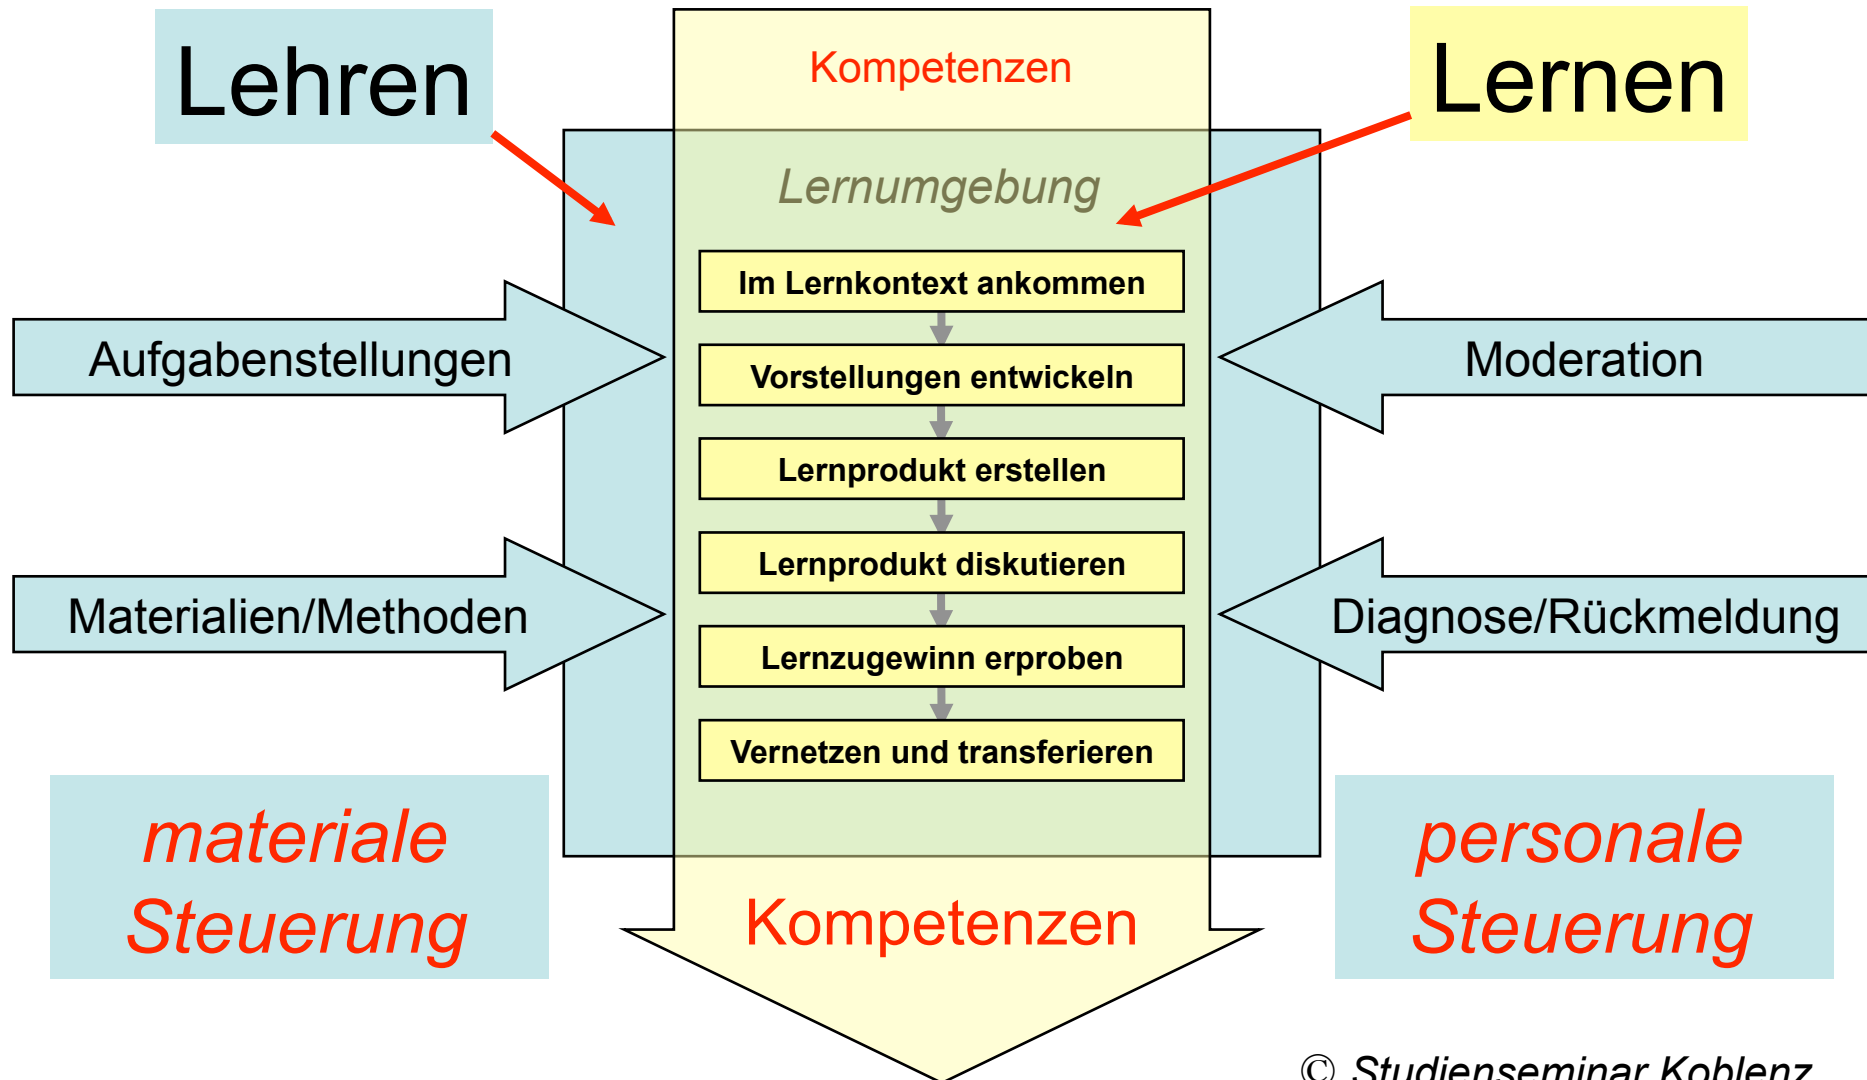 Lehren
Kompetenzen
Lernen
Lernumgebung
Im Lernkontext ankommen
Aufgabenstellungen
Vorstellungen entwickeln
Moderation
Lernprodukt erstellen
Lernprodukt diskutieren
Materialien/Methoden
Diagnose/Rückmeldung
Lernzugewinn erproben
Vernetzen und transferieren
materiale
Steuerung
personale
Steuerung
Kompetenzen
© Studienseminar Koblenz